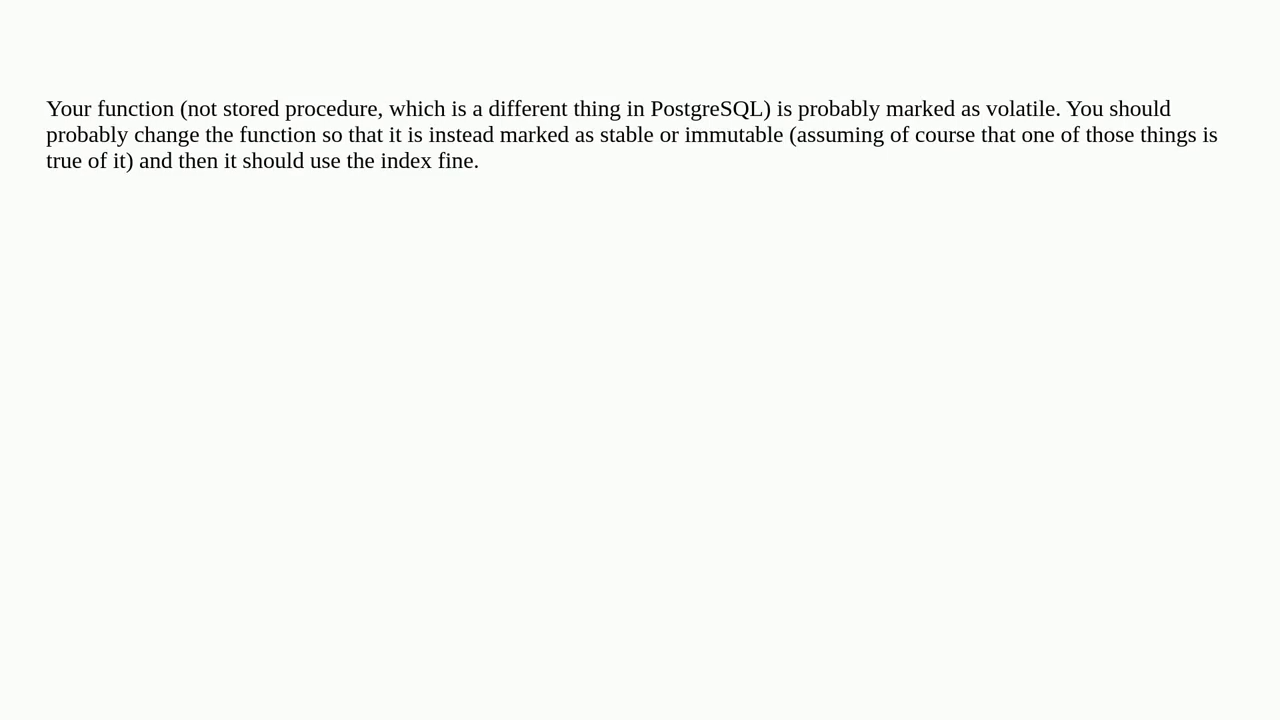 Your function (not stored procedure, which is a different thing in PostgreSQL) is probably marked as volatile. You should
probably change the function so that it is instead marked as stable or immutable (assuming of course that one of those things is
true of it) and then it should use the index fine.